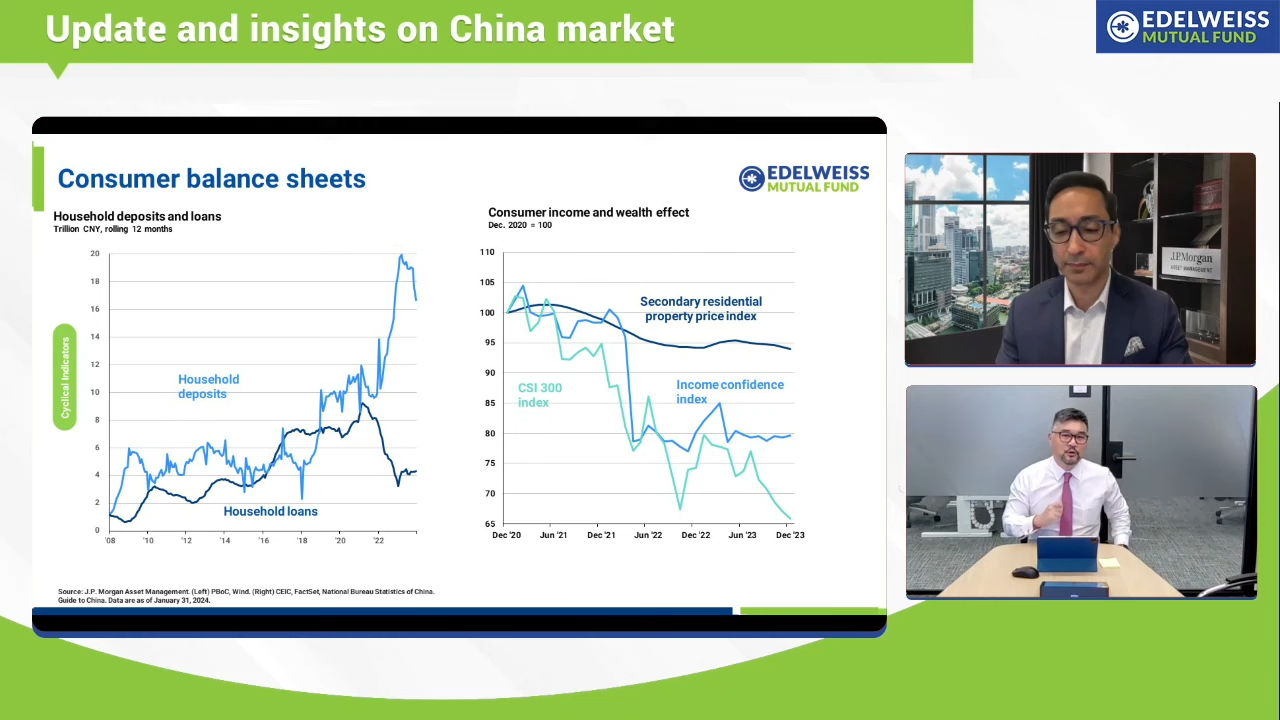 Update and insights on China market
EDELWEISS
MUTUAL FUND
Consumer balance sheets
EDELWEISS
MUTUAL FUND
Household deposits and loans
Trillion CNY, rolling 12 months
Consumer income and wealth effect
Dec. 2020 = 100
Cyclical Indicators
20
18
16
14
12
10
8
6
4
2
0
'08
'10
'12
'14
'16
'18
'20
'22
Household
deposits
Household loans
110
105
100
95
90
85
80
75
70
65
Dec '20
Jun '21
Dec '21
Jun '22
Dec '22
Jun '23
Dec '23
Secondary residential
property price index
CSI 300
index
Income confidence
index
Source: J.P. Morgan Asset Management. (Left) PBoC, Wind. (Right) CEIC, FactSet, National Bureau Statistics of China.
Guide to China. Data are as of January 31, 2024.
J.P.Morgan
ASSET MANAGEMENT